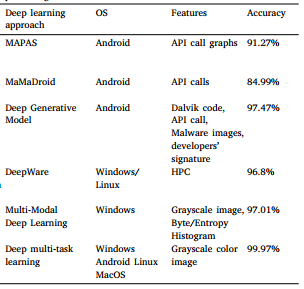 Deep learning approach OS Features Accuracy
MAPAS Android API call graphs 91.27%
MaMaDroid Android API calls 84.99%
Deep Generative Model Android Dalvik code, API call, Malware images, developers' signature 97.47%
DeepWare Windows/ Linux HPC 96.8%
Multi-Modal Deep Learning Windows Grayscale image, Byte/Entropy Histogram 97.01%
Deep multi-task learning Windows Android Linux MacOS Grayscale color image 99.97%